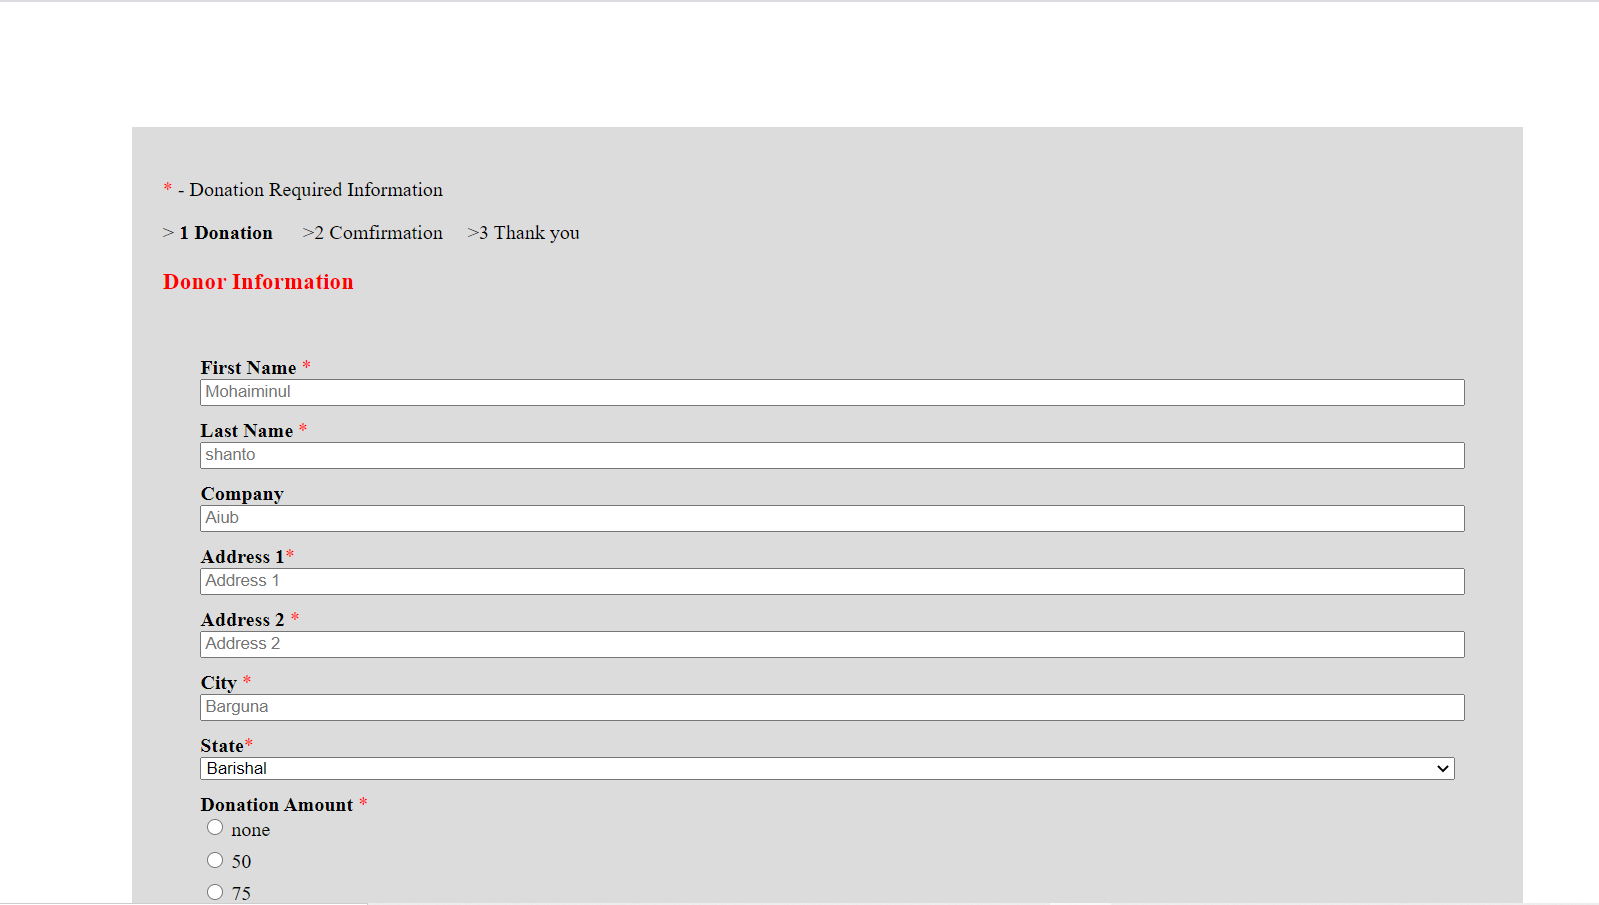 * - Donation Required Information
> 1 Donation >2 Comfirmation >3 Thank you
Donor Information
First Name *
Mohaiminul
Last Name *
shanto
Company
Aiub
Address 1*
Address 1
Address 2 *
Address 2
City *
Barguna
State*
Barishal
Donation Amount *
none
50
75